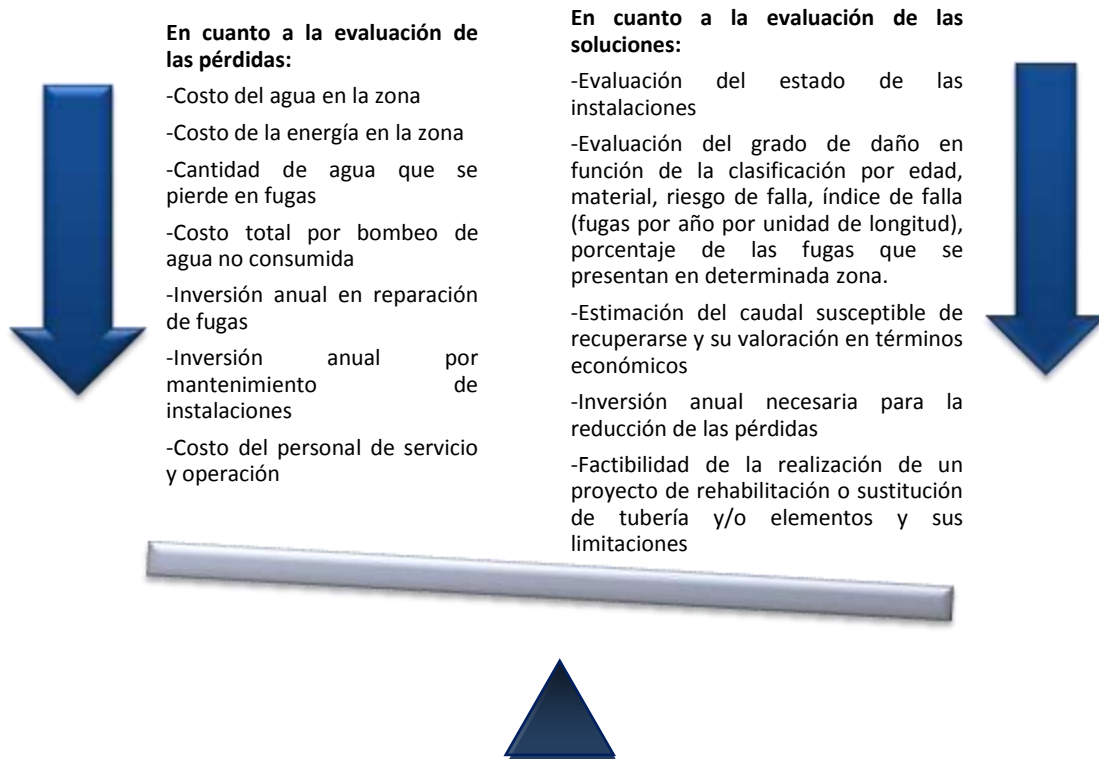 En cuanto a la evaluación de
las pérdidas:
-Costo del agua en la zona
-Costo de la energía en la zona
-Cantidad de agua que se
pierde en fugas
-Costo total por bombeo de
agua no consumida
-Inversión anual en reparación
de fugas
-Inversión anual por
mantenimiento de
instalaciones
-Costo del personal de servicio
y operación
En cuanto a la evaluación de las
soluciones:
-Evaluación del estado de las
instalaciones
-Evaluación del grado de daño en
función de la clasificación por edad,
material, riesgo de falla, índice de falla
(fugas por año por unidad de longitud),
porcentaje de las fugas que se
presentan en determinada zona.
-Estimación del caudal susceptible de
recuperarse y su valoración en términos
económicos
-Inversión anual necesaria para la
reducción de las pérdidas
-Factibilidad de la realización de un
proyecto de rehabilitación o sustitución
de tubería y/o elementos y sus
limitaciones